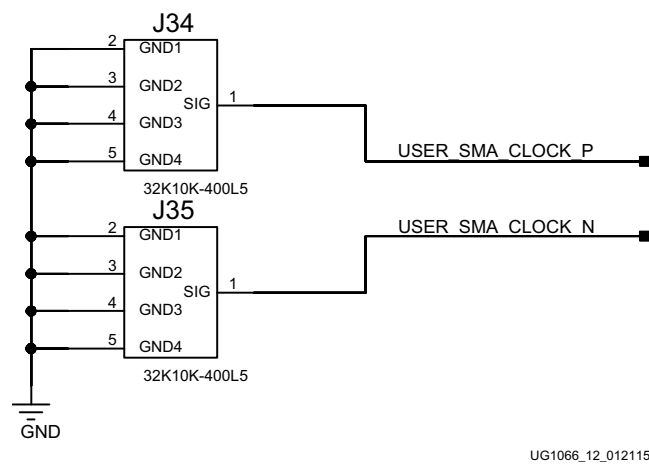 J34
2 GND1
3 GND2
SIG 1
4 GND3
5 GND4
USER_SMA_CLOCK_P
32K10K-400L5
J35
USER_SMA_CLOCK_N
2 GND1
3 GND2
SIG 1
4 GND3
5 GND4
32K10K-400L5
GND
UG1066_12_012115